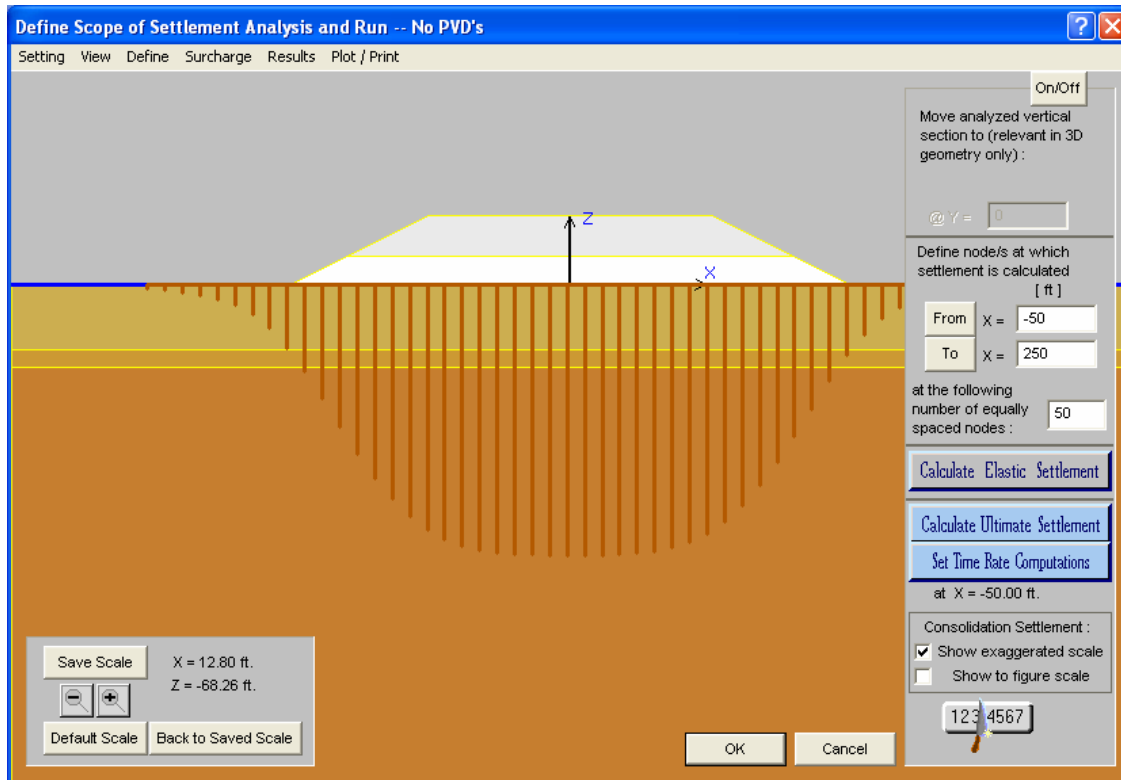 Define Scope of Settlement Analysis and Run -- No PVD's
?
Setting View Define Surcharge Results Plot / Print
On/Off
Move analyzed vertical
section to (relevant in 3D
geometry only) :
@ Y = 0
Z
X
Define node/s at which
settlement is calculated
[ ft ]
From X = -50
To X = 250
at the following
number of equally
spaced nodes :
50
Calculate Elastic Settlement
Calculate Ultimate Settlement
Set Time Rate Computations
at X = -50.00 ft.
Consolidation Settlement :
Show exaggerated scale
Show to figure scale
1234567
Save Scale
X = 12.80 ft.
Z = -68.26 ft.
Default Scale Back to Saved Scale
OK Cancel